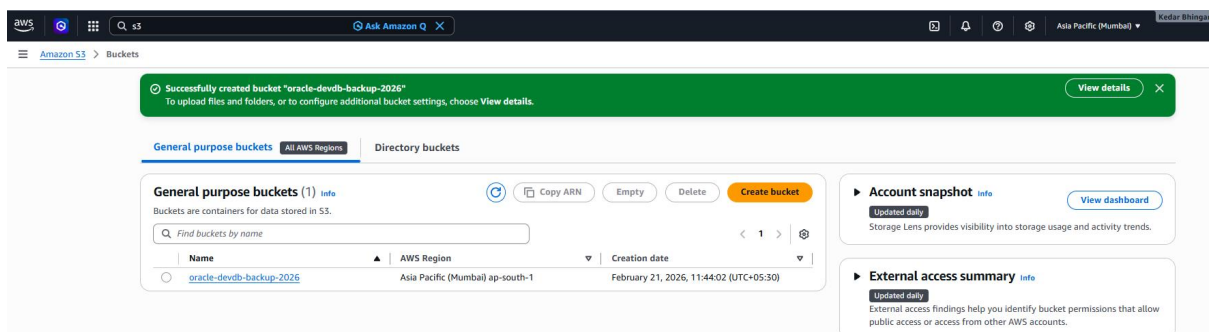 aws
s3
Ask Amazon Q
Asia Pacific (Mumbai)
Amazon S3 > Buckets
Successfully created bucket "oracle-devdb-backup-2026"
To upload files and folders, or to configure additional bucket settings, choose View details.
View details
General purpose buckets All AWS Regions Directory buckets
General purpose buckets (1) Info
Copy ARN Empty Delete Create bucket
Buckets are containers for data stored in S3.
Find buckets by name
1
Name AWS Region Creation date
oracle-devdb-backup-2026 Asia Pacific (Mumbai) ap-south-1 February 21, 2026, 11:44:02 (UTC+05:30)
Account snapshot Info
View dashboard
Updated daily
Storage Lens provides visibility into storage usage and activity trends.
External access summary Info
Updated daily
External access findings help you identify bucket permissions that allow
public access or access from other AWS accounts.